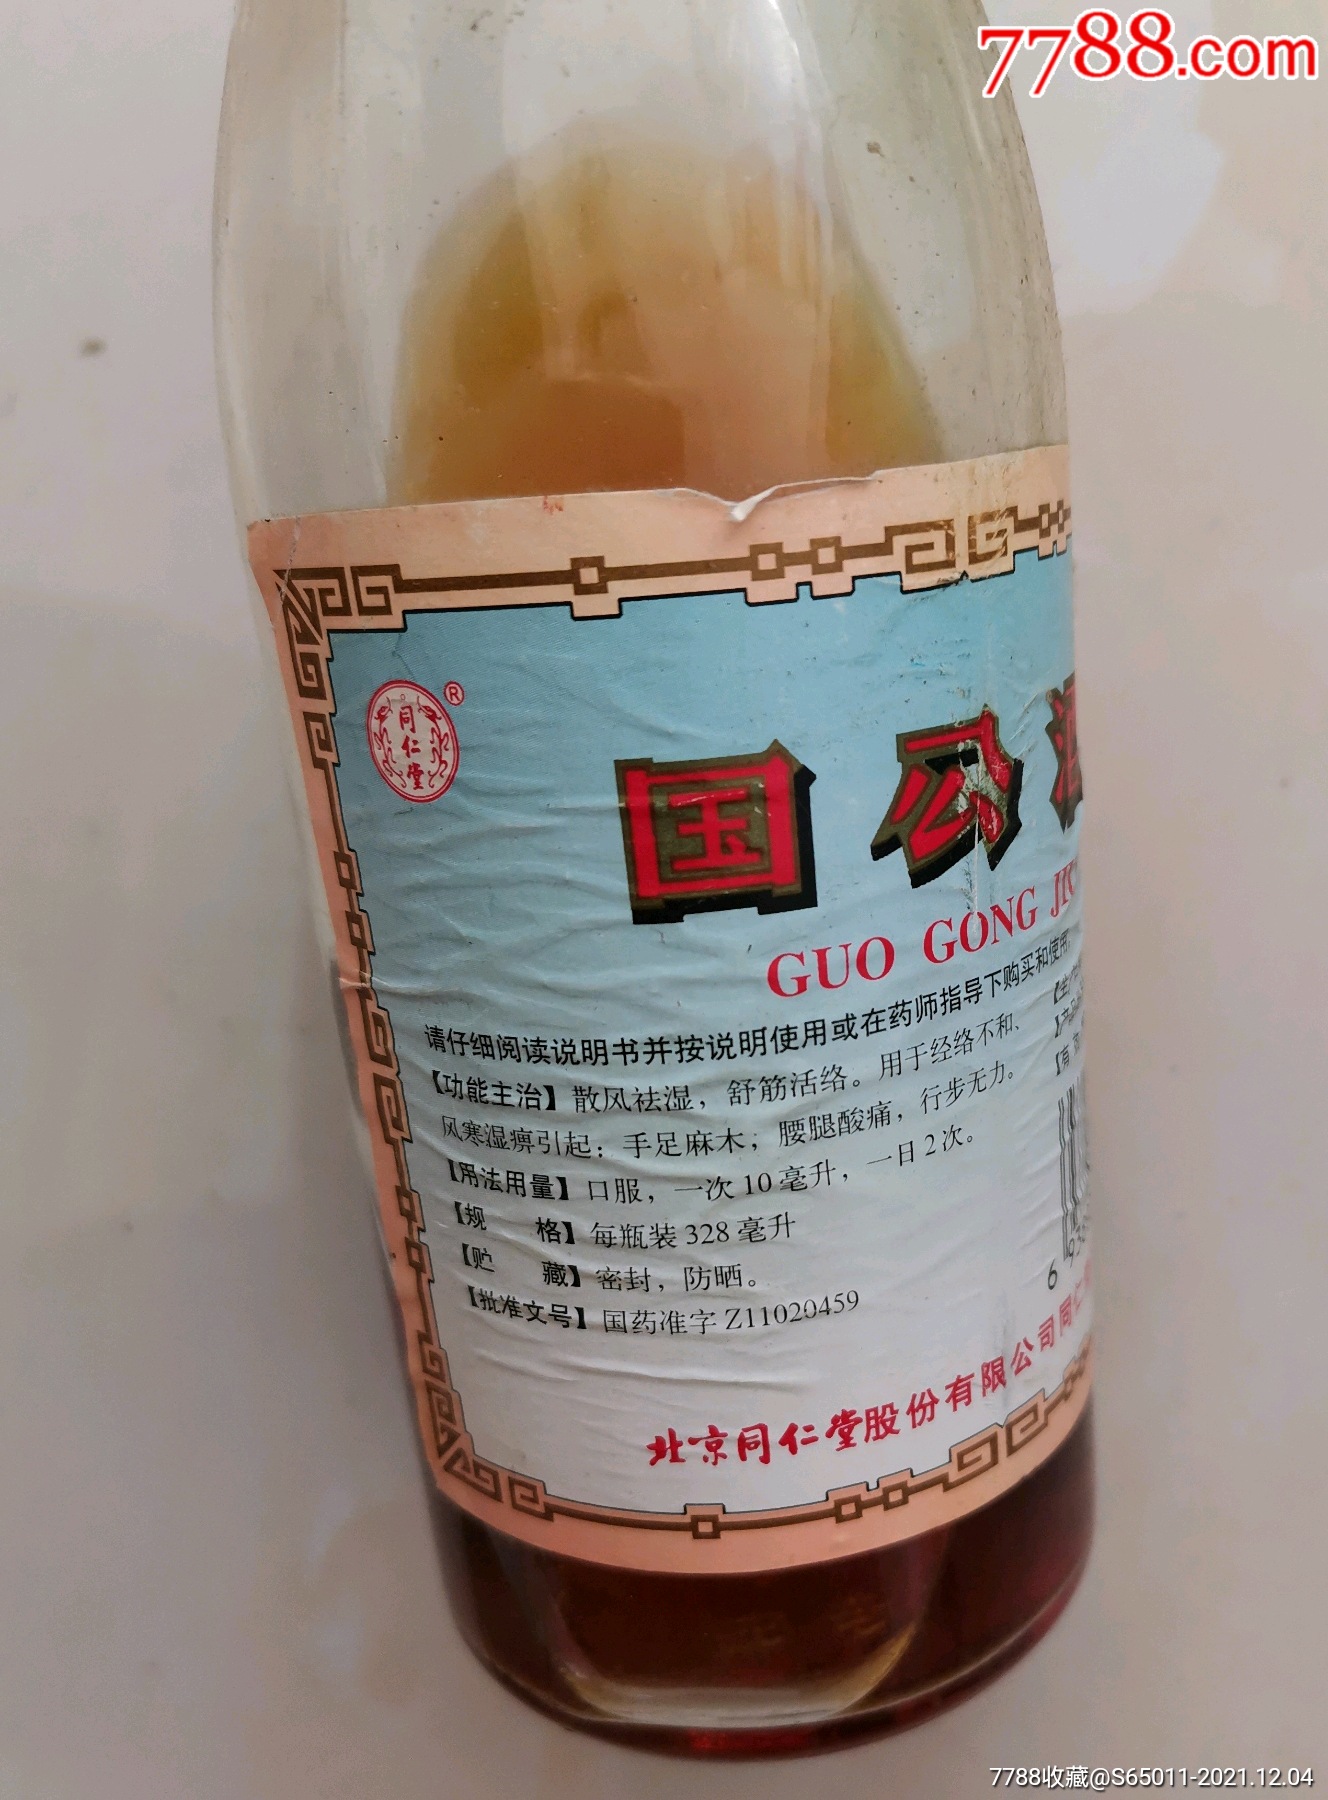 7788.com
同仁堂
®
国公酒
GUO GONG
请仔细阅读说明书并按说明使用或在药师指导下购买和使用
【功能主治】散风祛湿，舒筋活络。用于经络不和、
风寒湿痹引起：手足麻木；腰腿酸痛，行步无力。
【用法用量】口服，一次10毫升，一日2次。
【规 格】每瓶装328毫升
【贮 藏】密封，防晒。
【批准文号】国药准字Z11020459
北京同仁堂股份有限公司同仁
7788收藏@S65011-2021.12.04